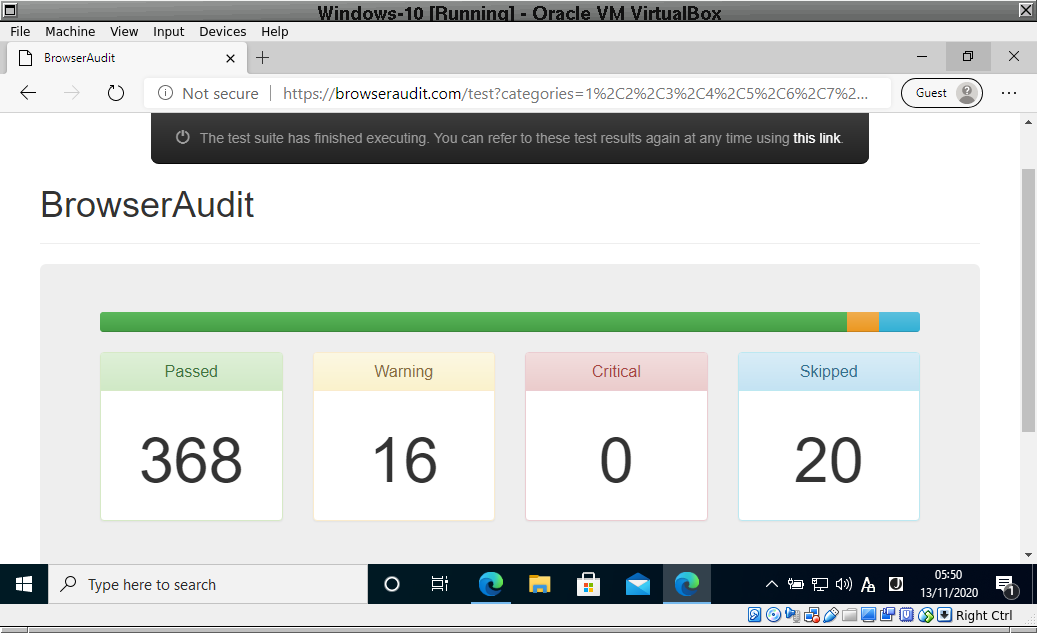 Windows-10 [Running] - Oracle VM VirtualBox
File Machine View Input Devices Help
BrowserAudit
Not secure https://browseraudit.com/test?categories=1%2C2%2C3%2C4%2C5%2C6%2C7%2... Guest
The test suite has finished executing. You can refer to these test results again at any time using this link.
BrowserAudit
Passed Warning Critical Skipped
368 16 0 20
Type here to search
05:50
13/11/2020
1
Right Ctrl